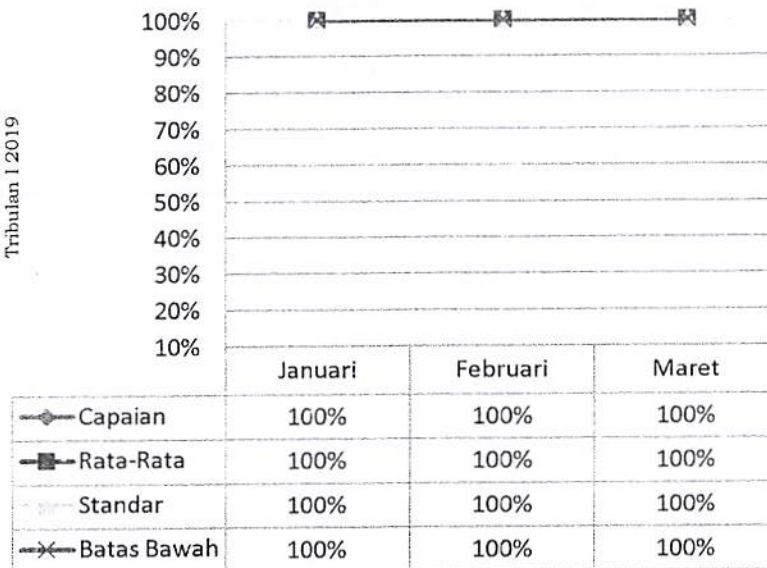 Tribulan I 2019
100%
90%
80%
70%
60%
50%
40%
30%
20%
10%
Januari Februari Maret
Capaian 100% 100% 100%
Rata-Rata 100% 100% 100%
Standar 100% 100% 100%
Batas Bawah 100% 100% 100%